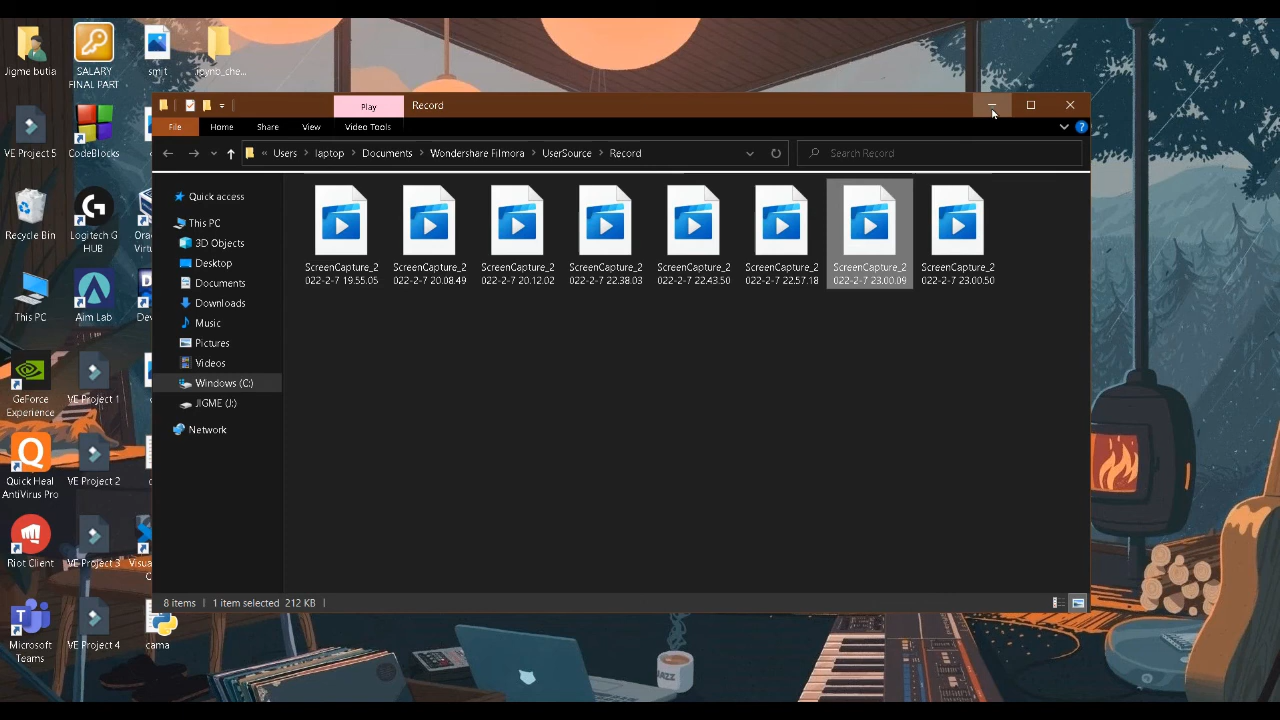 Play
Record
File
Home
Share
View
Video Tools
?
« Users > laptop > Documents > Wondershare Filmora > UserSource > Record
Search Record
Quick access
This PC
3D Objects
Desktop
Documents
Downloads
Music
Pictures
Videos
Windows (C:)
JIGME (J:)
Network
ScreenCapture_2
022-2-7 19.55.05
ScreenCapture_2
022-2-7 20.08.49
ScreenCapture_2
022-2-7 20.12.02
ScreenCapture_2
022-2-7 22.38.03
ScreenCapture_2
022-2-7 22.43.50
ScreenCapture_2
022-2-7 22.57.18
ScreenCapture_2
022-2-7 23.00.09
ScreenCapture_2
022-2-7 23.00.50
8 items
1 item selected 212 KB
Jigme butia
SALARY
FINAL PART
smit
VE Project 5
CodeBlocks
Recycle Bin
Logitech G
HUB
Ora
Virtu
This PC
Aim Lab
Dev
GeForce
Experience
VE Project 1
Quick Heal
AntiVirus Pro
VE Project 2
Riot Client
VE Project 3
Visua
C
Microsoft
Teams
VE Project 4
cama
JAZZ